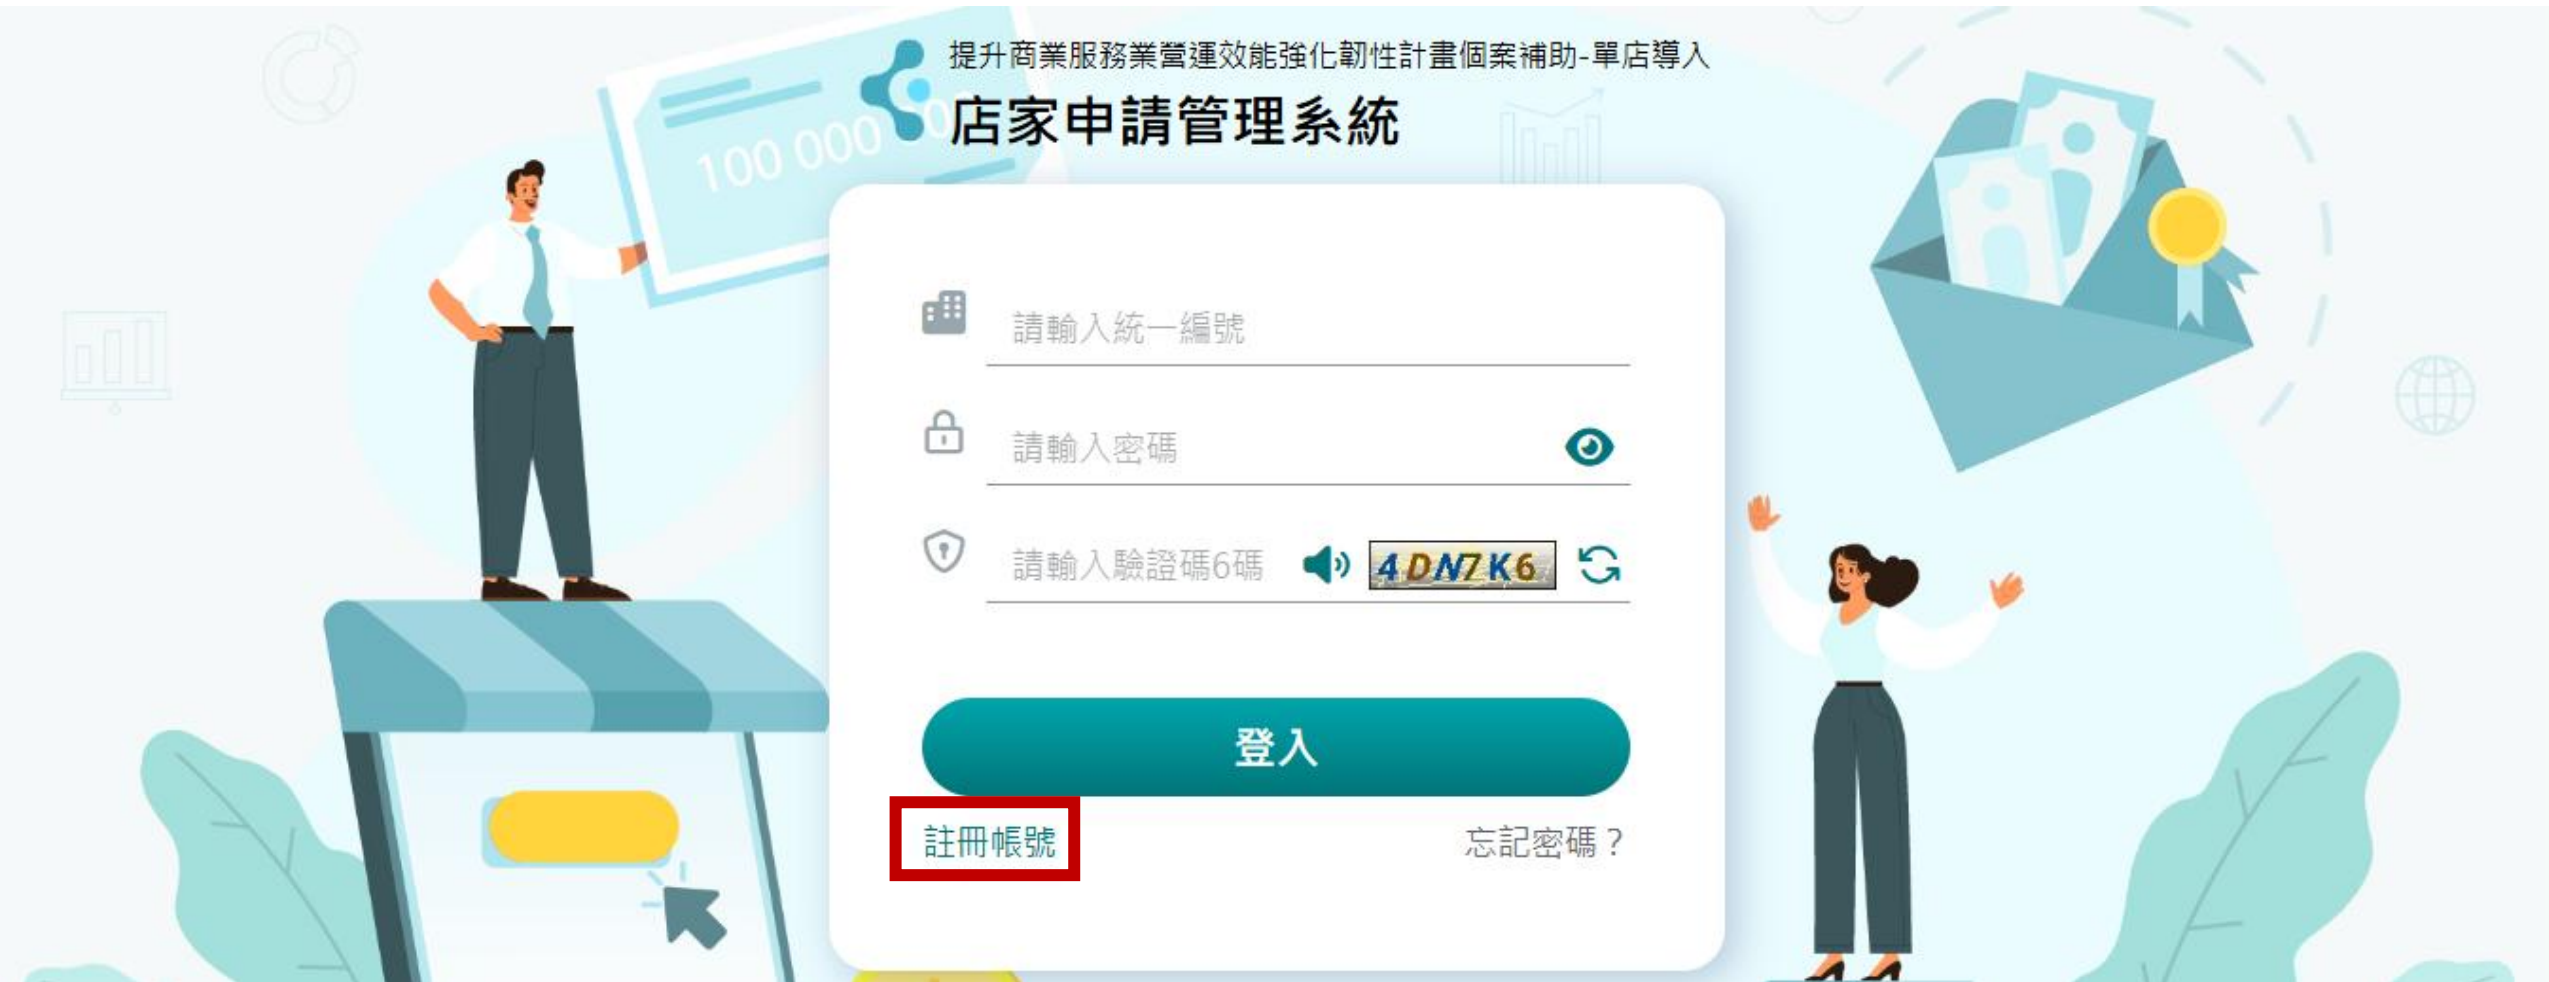 提升商業服務業營運效能強化韌性計畫個案補助-單店導入
店家申請管理系統
100 000 00
請輸入統一編號
請輸入密碼
請輸入驗證碼6碼 4DN7K6
登入
註冊帳號 忘記密碼？